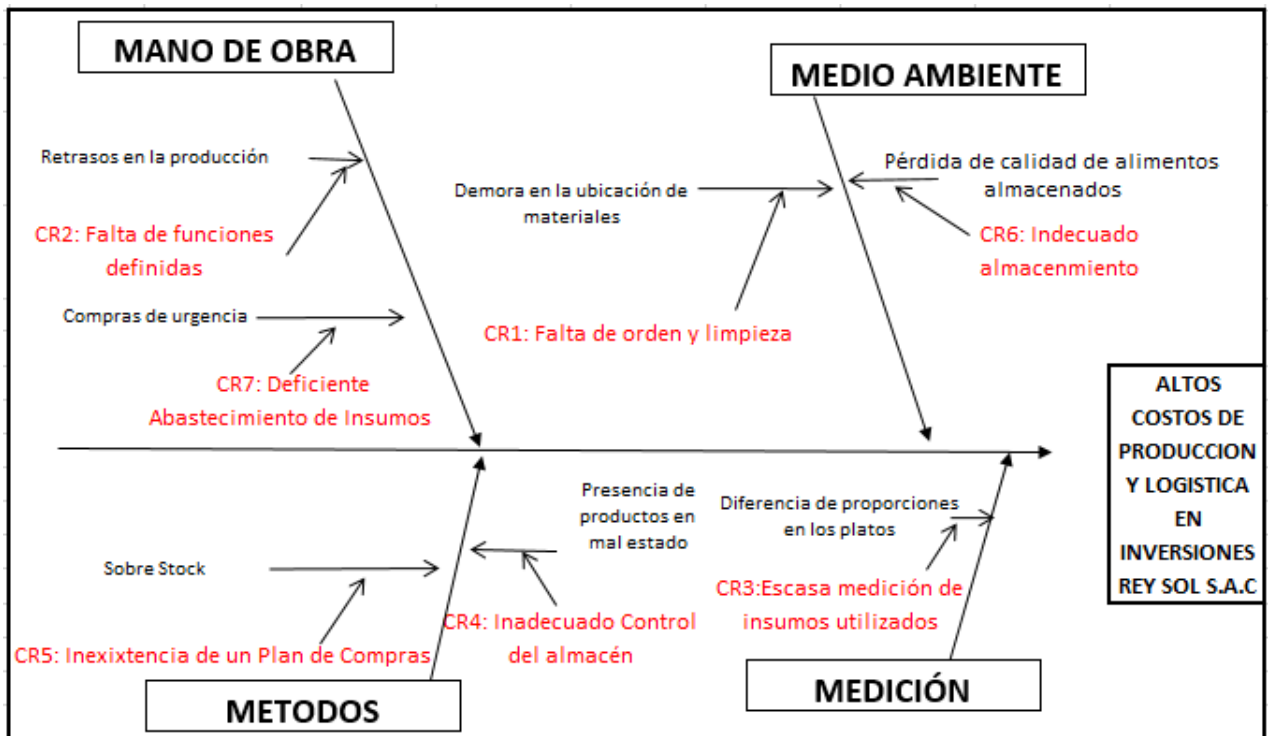 MANO DE OBRA
MEDIO AMBIENTE
Retrasos en la producción
CR2: Falta de funciones
definidas
Compras de urgencia
CR7: Deficiente
Abastecimiento de Insumos
Demora en la ubicación de
materiales
CR1: Falta de orden y limpieza
Pérdida de calidad de alimentos
almacenados
CR6: Indecuado
almacenmiento
ALTOS
COSTOS DE
PRODUCCION
Y LOGISTICA
EN
INVERSIONES
REY SOL S.A.C
Sobre Stock
CR5: Inexixtencia de un Plan de Compras
Presencia de
productos en
mal estado
CR4: Inadecuado Control
del almacén
Diferencia de proporciones
en los platos
CR3:Escasa medición de
insumos utilizados
METODOS
MEDICIÓN